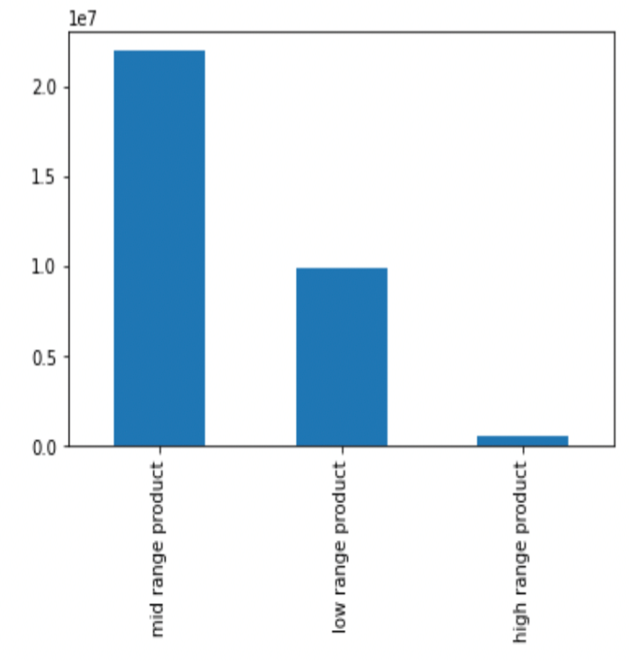 1e7
2.0
1.5
1.0
0.5
0.0
mid range product
low range product
high range product